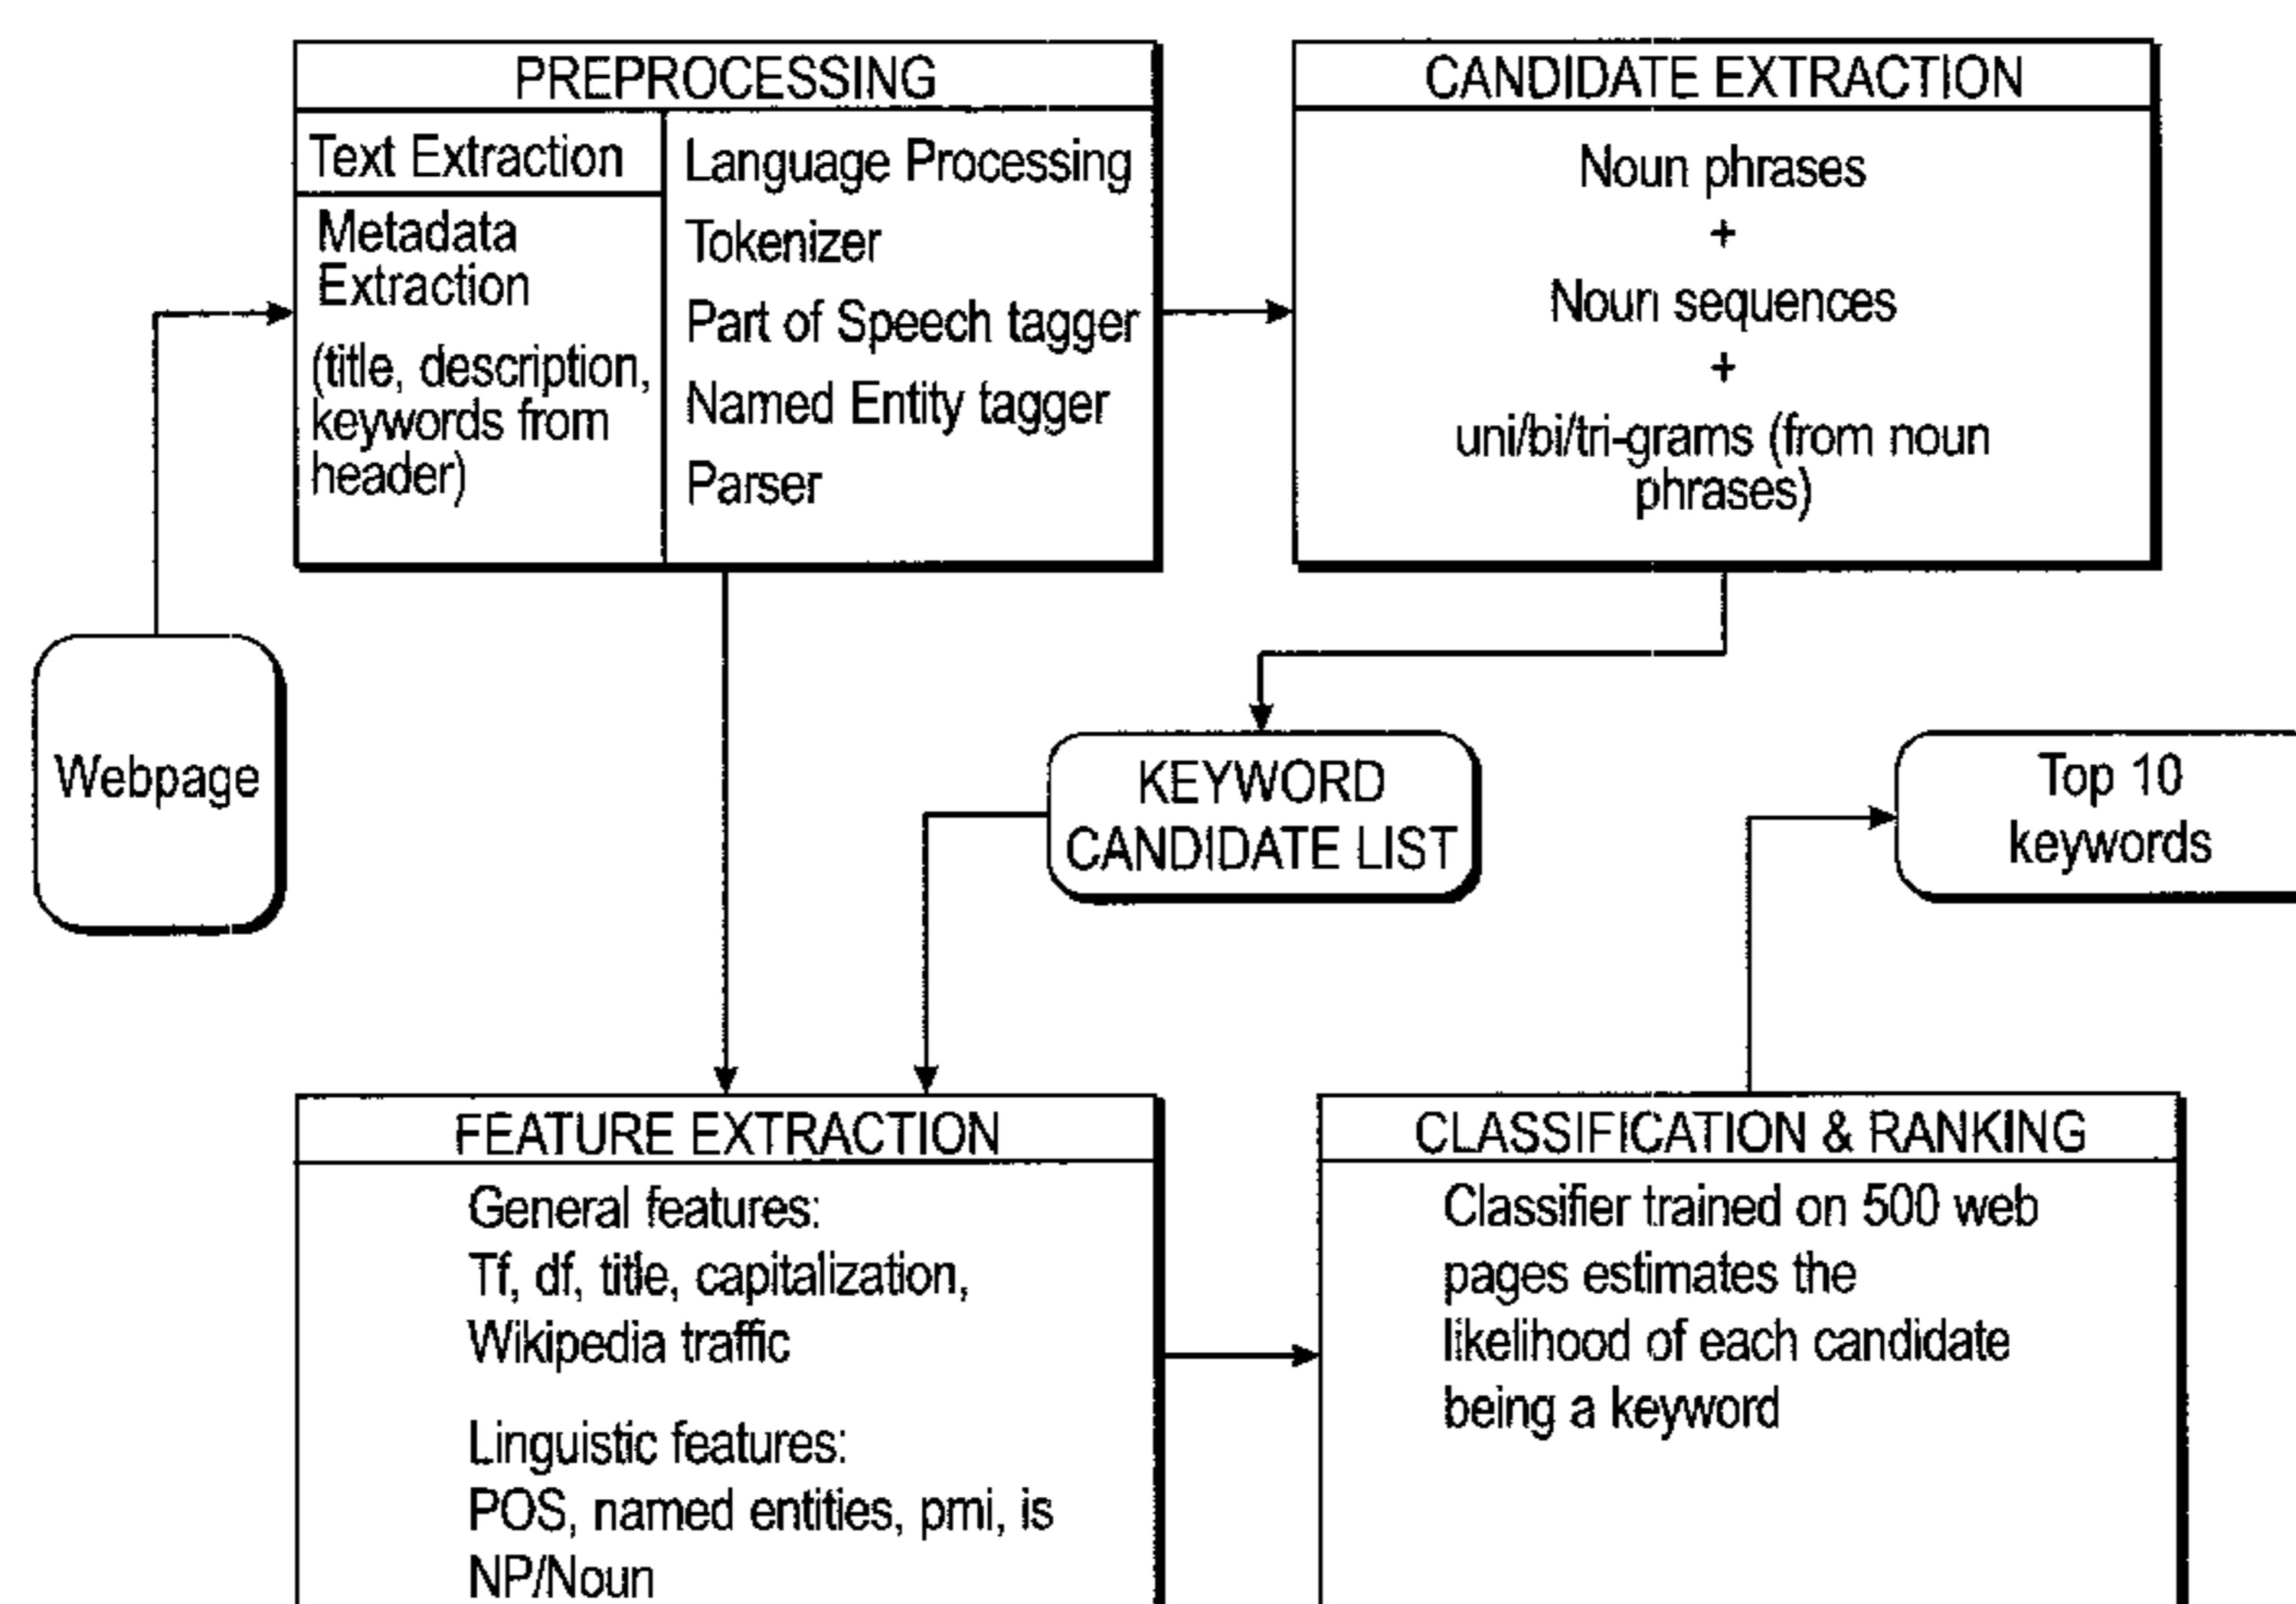 PREPROCESSING
Text Extraction
Metadata
Extraction
(title, description,
keywords from
header)
Language Processing
Tokenizer
Part of Speech tagger
Named Entity tagger
Parser
CANDIDATE EXTRACTION
Noun phrases
+
Noun sequences
+
uni/bi/tri-grams (from noun
phrases)
Webpage
KEYWORD
CANDIDATE LIST
Top 10
keywords
FEATURE EXTRACTION
General features:
Tf, df, title, capitalization,
Wikipedia traffic
Linguistic features:
POS, named entities, pmi, is
NP/Noun
CLASSIFICATION & RANKING
Classifier trained on 500 web
pages estimates the
likelihood of each candidate
being a keyword